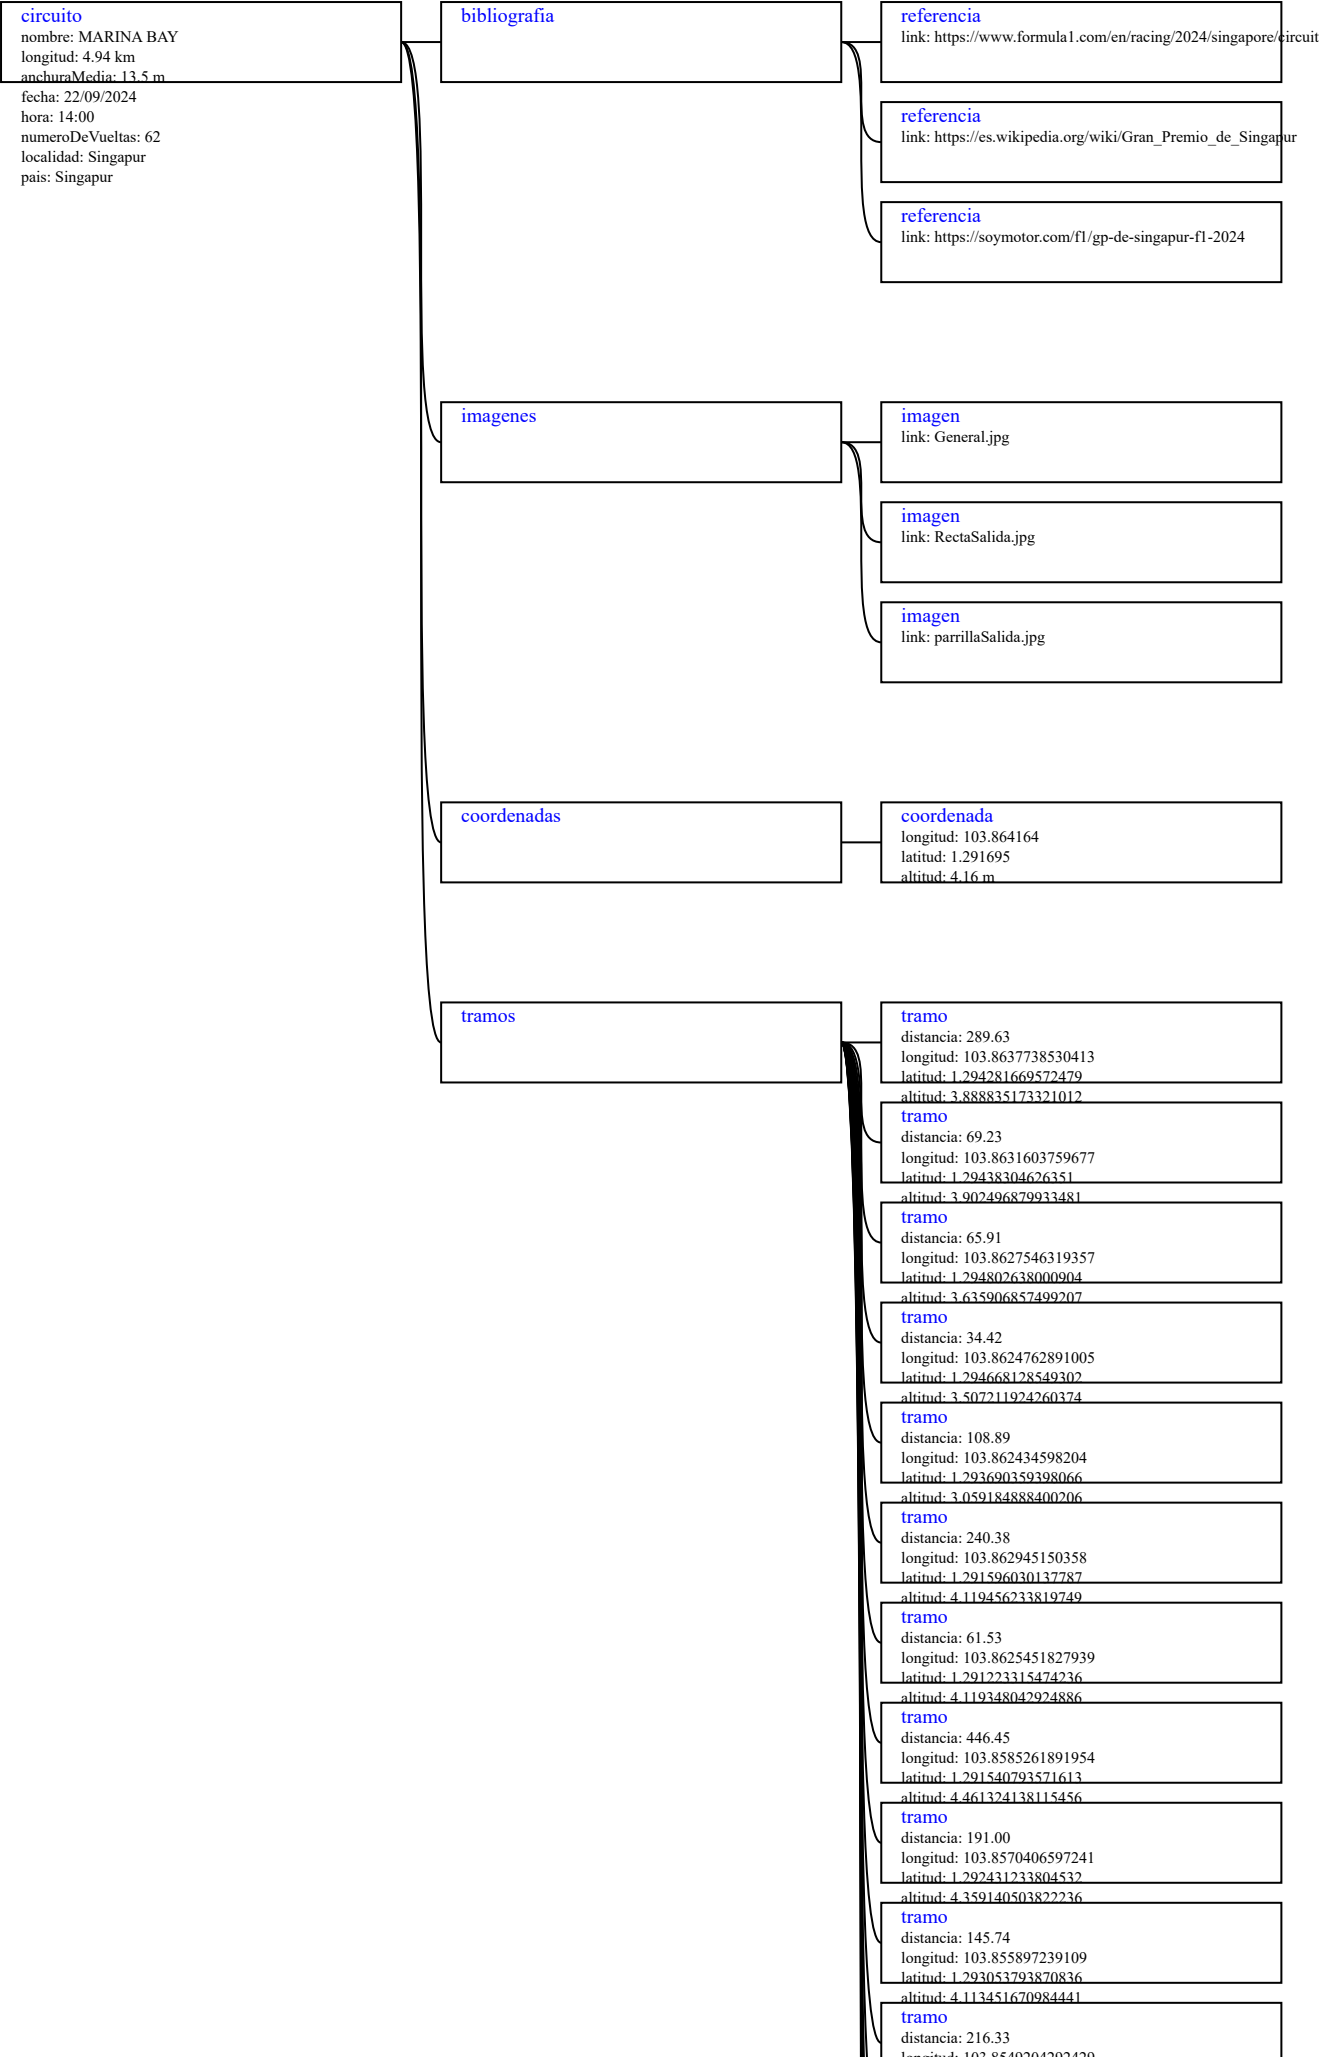 circuito
nombre: MARINA BAY
longitud: 4.94 km
anchuraMedia: 13.5 m
fecha: 22/09/2024
hora: 14:00
numeroDeVueltas: 62
localidad: Singapur
pais: Singapur
bibliografia
referencia
link: https://www.formula1.com/en/racing/2024/singapore/circuit
referencia
link: https://es.wikipedia.org/wiki/Gran_Premio_de_Singapur
referencia
link: https://soymotor.com/f1/gp-de-singapur-f1-2024
imagenes
imagen
link: General.jpg
imagen
link: RectaSalida.jpg
imagen
link: parrillaSalida.jpg
coordenadas
coordenada
longitud: 103.864164
latitud: 1.291695
altitud: 4.16 m
tramos
tramo
distancia: 289.63
longitud: 103.8637738530413
latitud: 1.294281669572479
altitud: 3.888835173321012
tramo
distancia: 69.23
longitud: 103.8631603759677
latitud: 1.29438304626351
altitud: 3.902496879933481
tramo
distancia: 65.91
longitud: 103.8627546319357
latitud: 1.294802638000904
altitud: 3.635906857499207
tramo
distancia: 34.42
longitud: 103.8624762891005
latitud: 1.294668128549302
altitud: 3.507211924260374
tramo
distancia: 108.89
longitud: 103.862434598204
latitud: 1.293690359398066
altitud: 3.059184888400206
tramo
distancia: 240.38
longitud: 103.862945150358
latitud: 1.291596030137787
altitud: 4.119456233819749
tramo
distancia: 61.53
longitud: 103.8625451827939
latitud: 1.291223315474236
altitud: 4.119348042924886
tramo
distancia: 446.45
longitud: 103.8585261891954
latitud: 1.291540793571613
altitud: 4.461324138115456
tramo
distancia: 191.00
longitud: 103.8570406597241
latitud: 1.292431233804532
altitud: 4.359140503822236
tramo
distancia: 145.74
longitud: 103.855897239109
latitud: 1.293053793870836
altitud: 4.113451670984441
tramo
distancia: 216.33